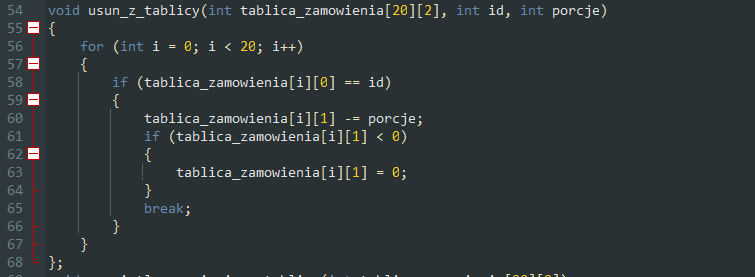 54 void usun_z_tablicy(int tablica_zamowienia[20][2], int id, int porcje)
55 {
56 for (int i = 0; i < 20; i++)
57 {
58 if (tablica_zamowienia[i][0] == id)
59 {
60 tablica_zamowienia[i][1] -= porcje;
61 if (tablica_zamowienia[i][1] < 0)
62 {
63 tablica_zamowienia[i][1] = 0;
64 }
65 break;
66 }
67 }
68 };